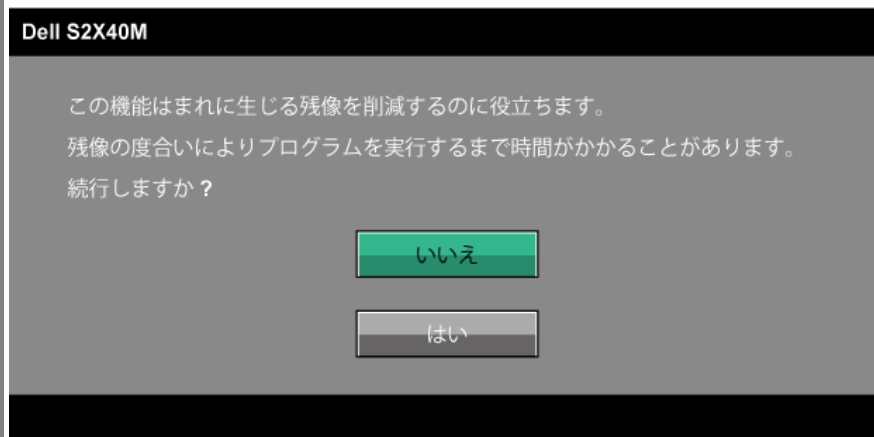 Dell S2X40M
この機能はまれに生じる残像を削減するのに役立ちます。
残像の度合いによりプログラムを実行するまで時間がかかることがあります。
続行しますか ?
いいえ
はい